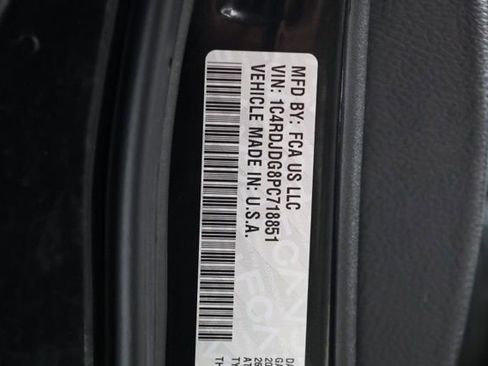 MFD BY: FCA US LLC
VIN: 1C4RDJDG8PC718851
VEHICLE MADE IN: U.S.A.